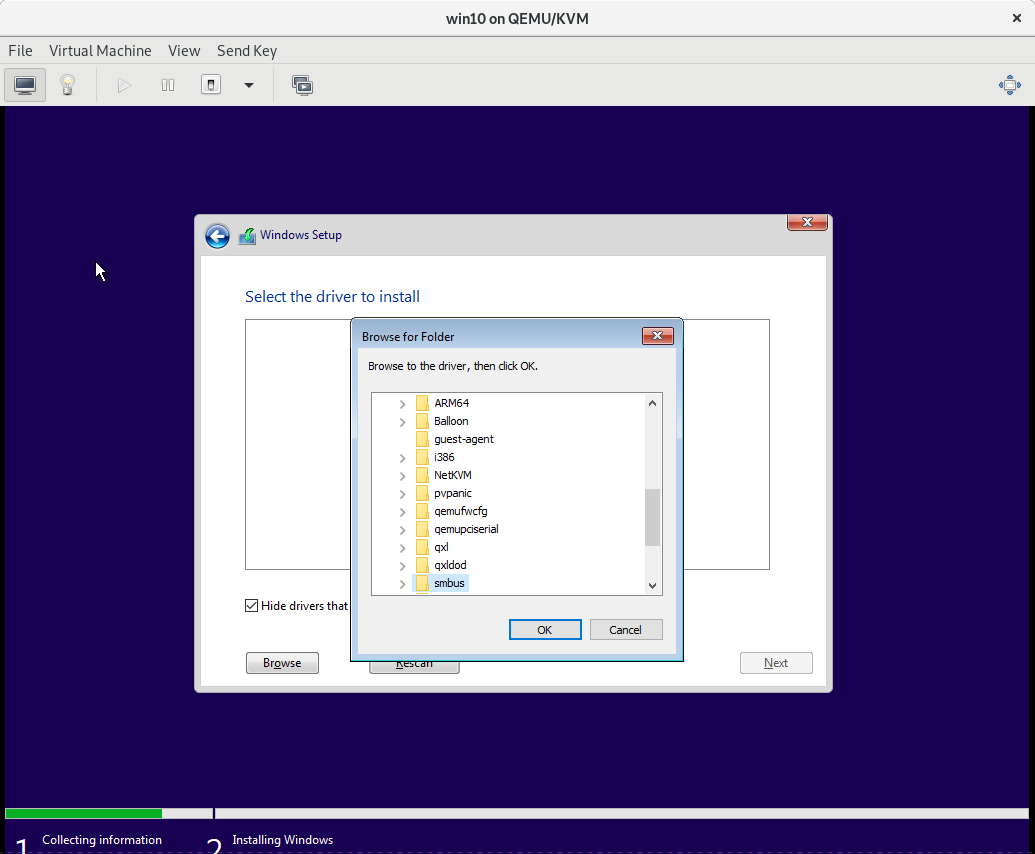 win10 on QEMU/KVM
File Virtual Machine View Send Key
Windows Setup
Select the driver to install
Browse for Folder
Browse to the driver, then click OK.
ARM64
Balloon
guest-agent
i386
NetKVM
pvpanic
qemufwcfg
qemupciserial
qxl
qxldod
smbus
OK Cancel
Hide drivers that
Browse Rescan Next
1 Collecting information 2 Installing Windows